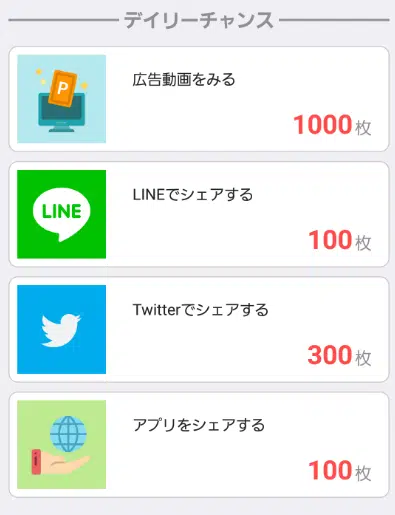 デイリーチャンス
P
広告動画をみる
1000枚
LINE
LINEでシェアする
100枚
Twitterでシェアする
300枚
アプリをシェアする
100枚